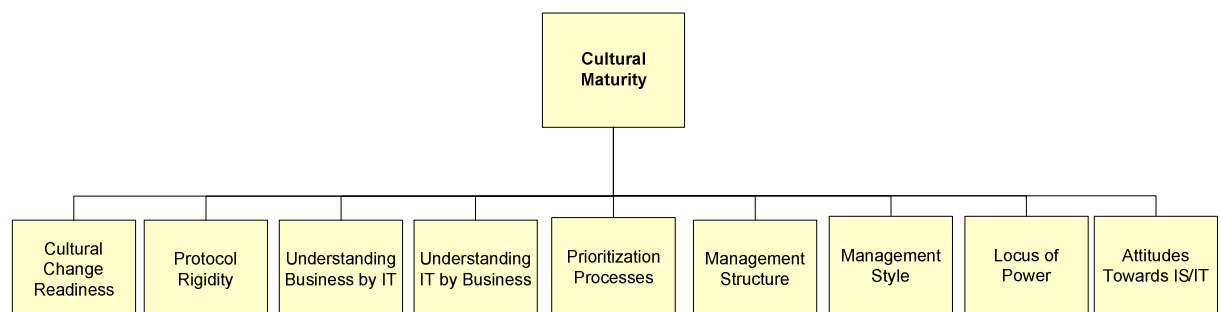 Cultural
Maturity
Cultural
Change
Readiness
Protocol
Rigidity
Understanding
Business by IT
Understanding
IT by Business
Prioritization
Processes
Management
Structure
Management
Style
Locus of
Power
Attitudes
Towards IS/IT